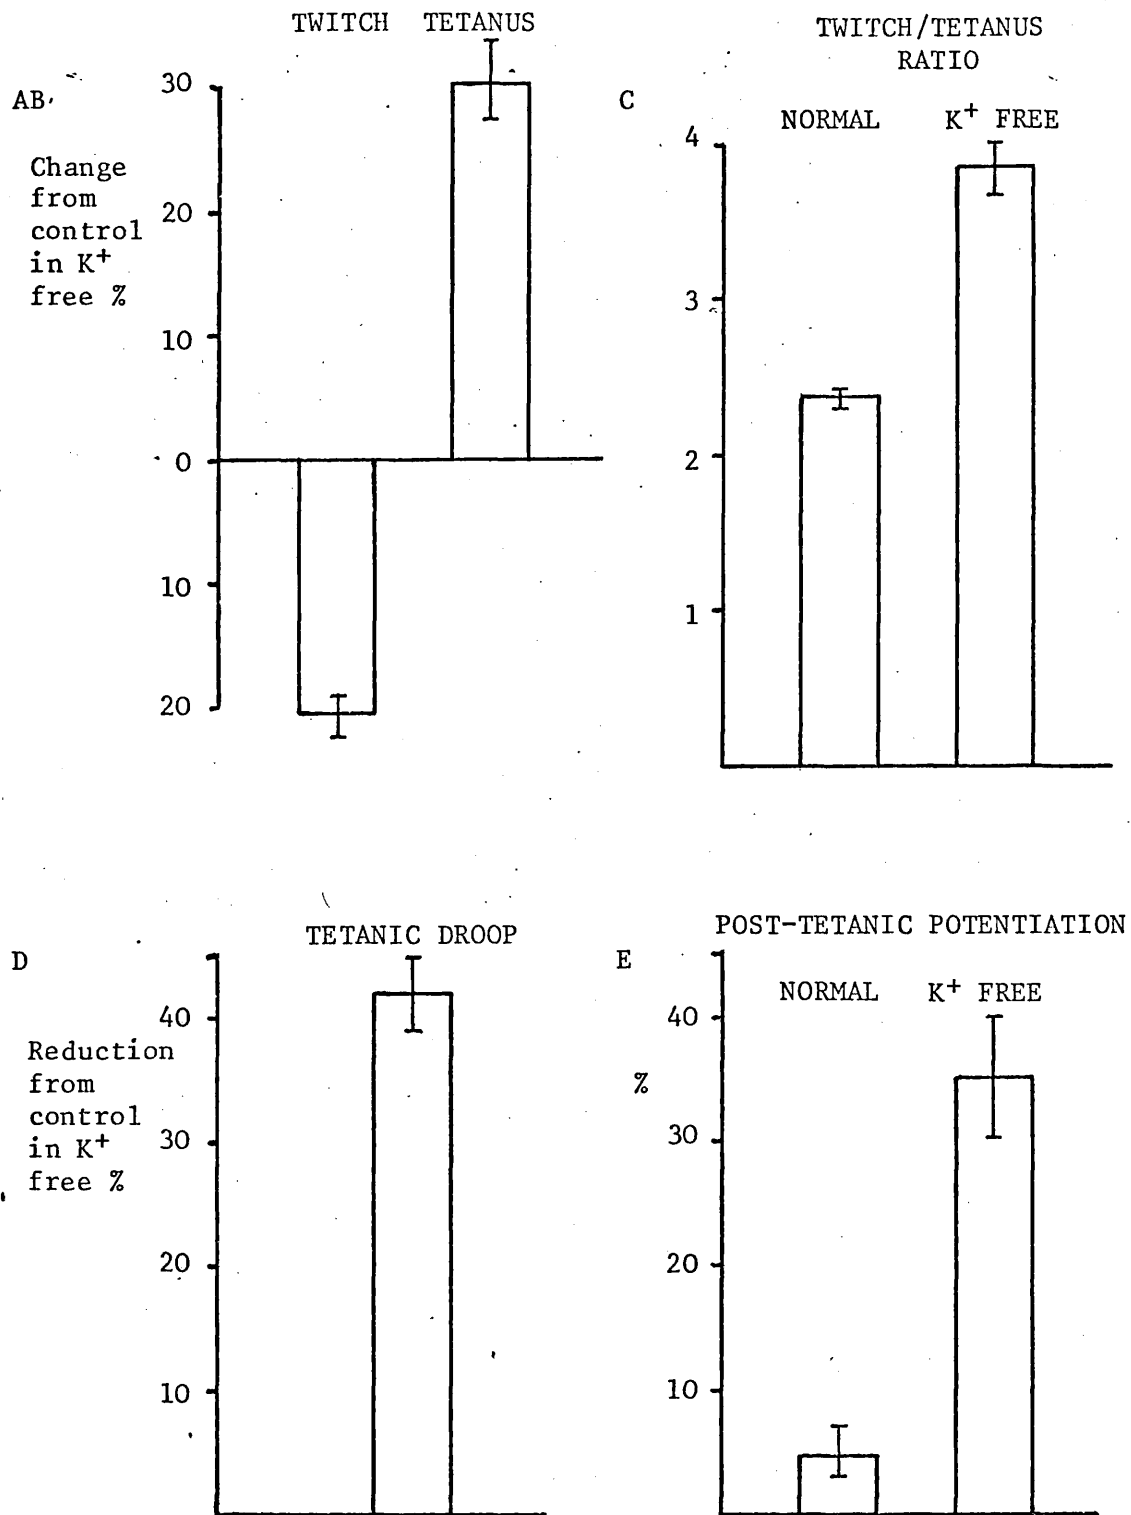 TWITCH TETANUS
AB
Change
from
control
in K+
free %
30
20
10
0
10
20
TWITCH/TETANUS
RATIO
C
NORMAL K+ FREE
4
3
2
1
TETANIC DROOP
D
Reduction
from
control
in K+
free %
40
30
20
10
POST-TETANIC POTENTIATION
E
NORMAL K+ FREE
%
40
30
20
10